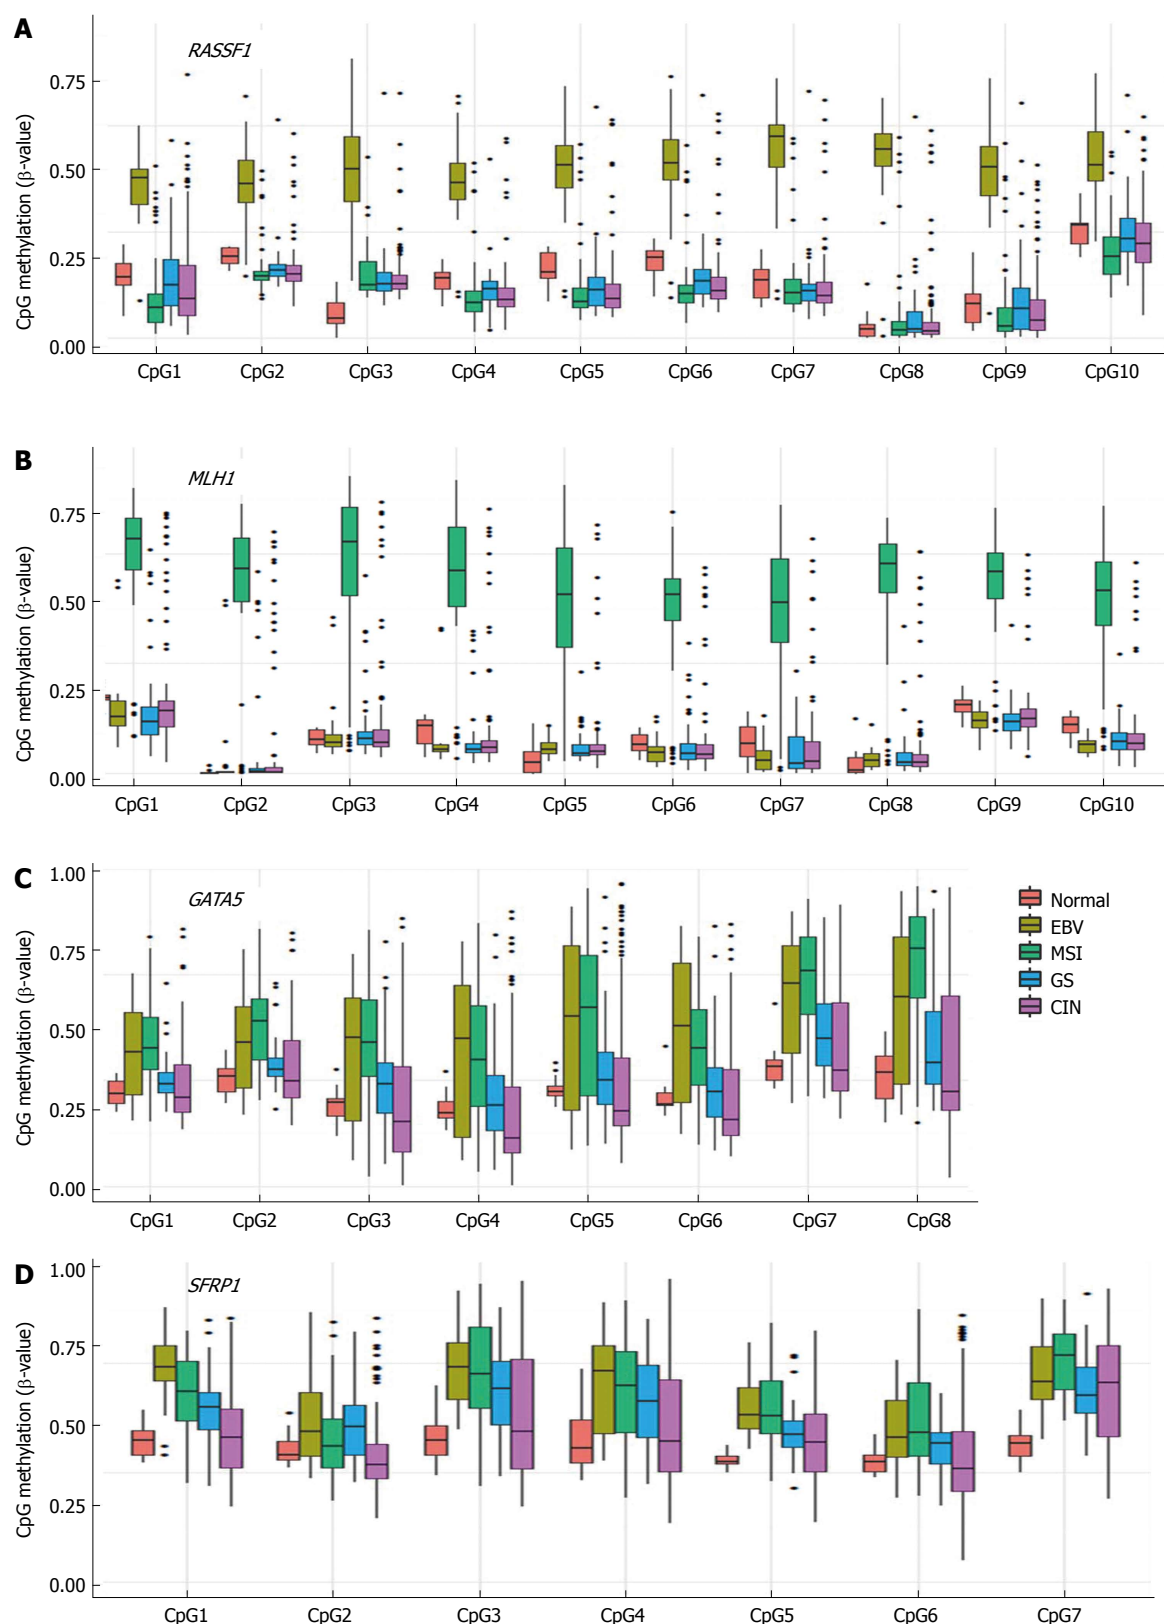 A
RASSF1
CpG methylation (β-value)
0.75
0.50
0.25
0.00
CpG1 CpG2 CpG3 CpG4 CpG5 CpG6 CpG7 CpG8 CpG9 CpG10
B
MLH1
CpG methylation (β-value)
0.75
0.50
0.25
0.00
CpG1 CpG2 CpG3 CpG4 CpG5 CpG6 CpG7 CpG8 CpG9 CpG10
C
GATA5
CpG methylation (β-value)
1.00
0.75
0.50
0.25
0.00
CpG1 CpG2 CpG3 CpG4 CpG5 CpG6 CpG7 CpG8
Normal
EBV
MSI
GS
CIN
D
SFRP1
CpG methylation (β-value)
1.00
0.75
0.50
0.25
0.00
CpG1 CpG2 CpG3 CpG4 CpG5 CpG6 CpG7